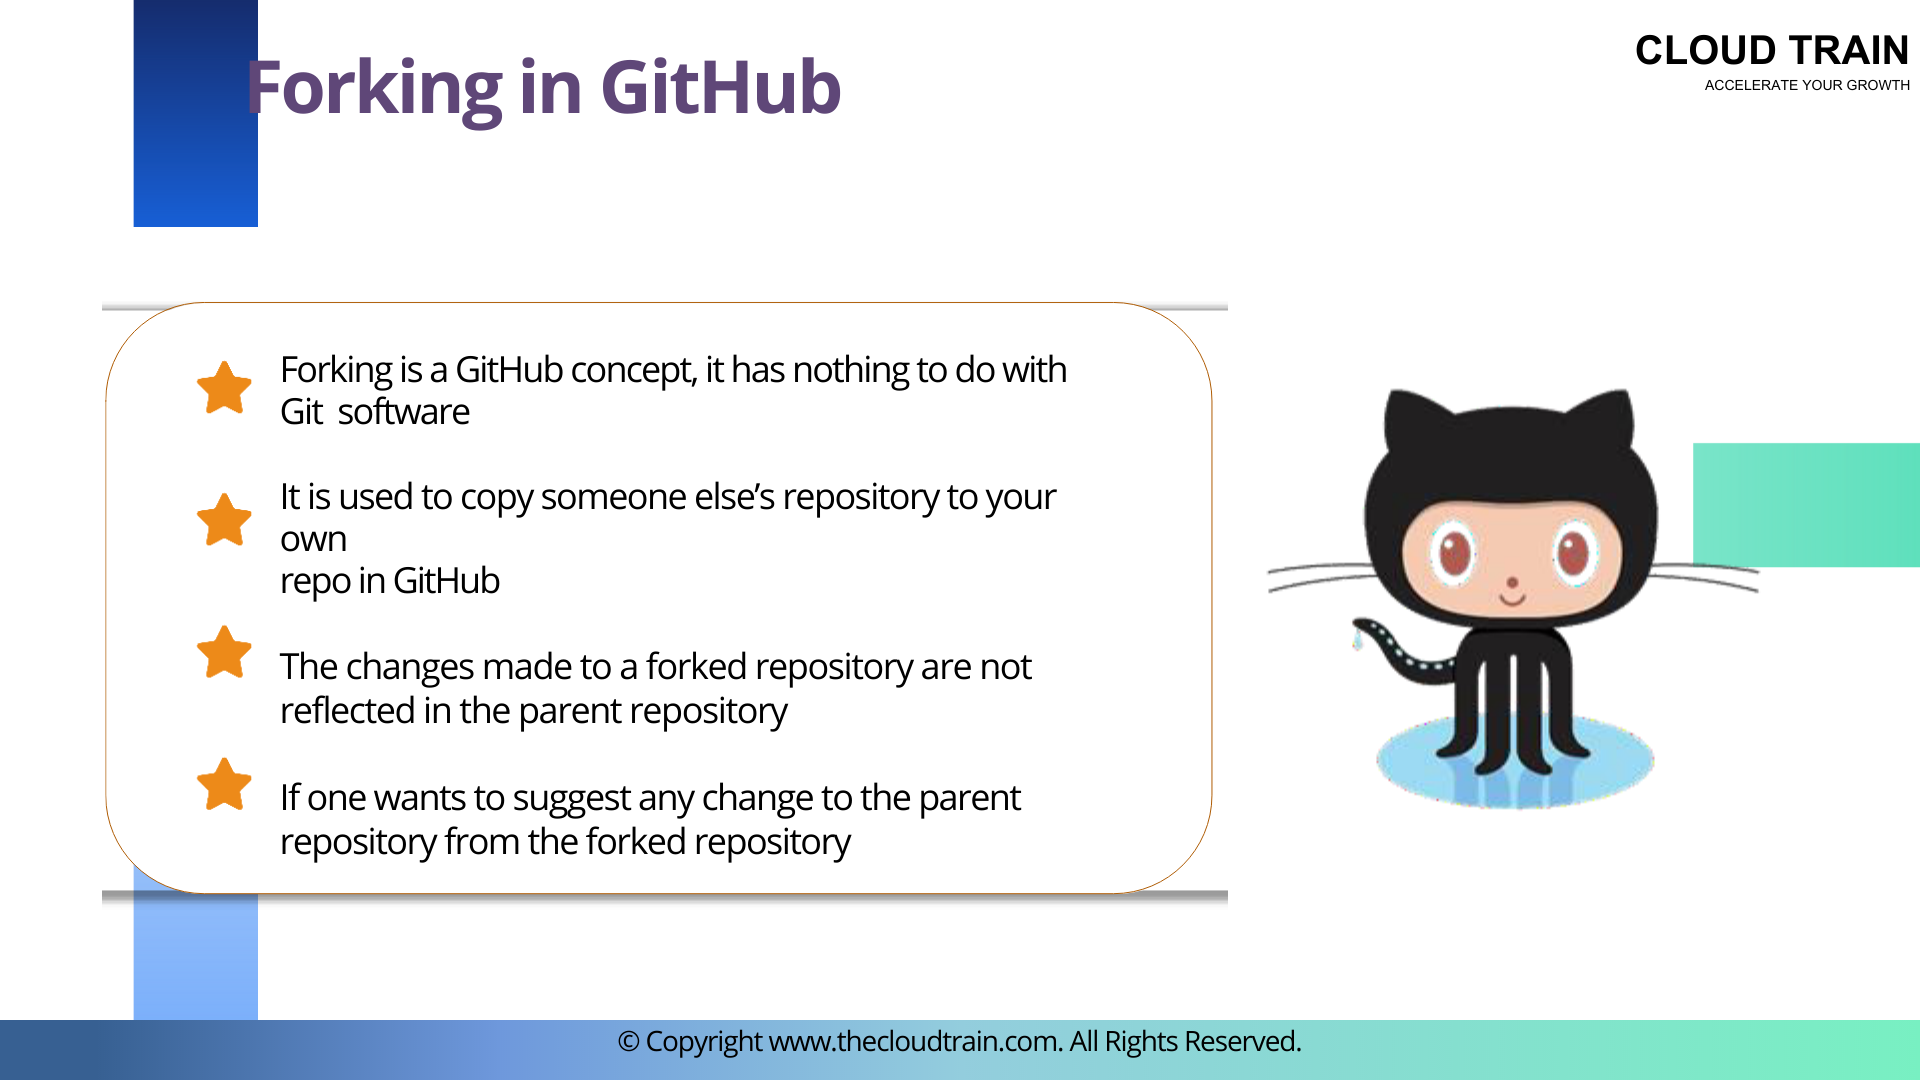 Forking in GitHub
CLOUD TRAIN
ACCELERATE YOUR GROWTH
Forking is a GitHub concept, it has nothing to do with
Git  software
It is used to copy someone else’s repository to your
own
repo in GitHub
The changes made to a forked repository are not
reflected in the parent repository
If one wants to suggest any change to the parent
repository from the forked repository
© Copyright www.thecloudtrain.com. All Rights Reserved.